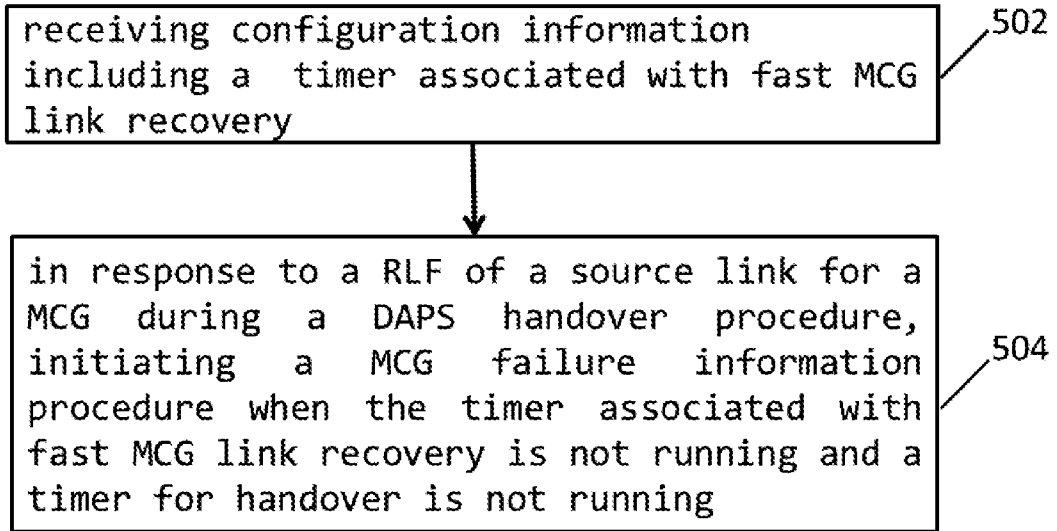 receiving configuration information
including a timer associated with fast MCG
link recovery
502
in response to a RLF of a source link for a
MCG during a DAPS handover procedure,
initiating a MCG failure information
procedure when the timer associated with
fast MCG link recovery is not running and a
timer for handover is not running
504